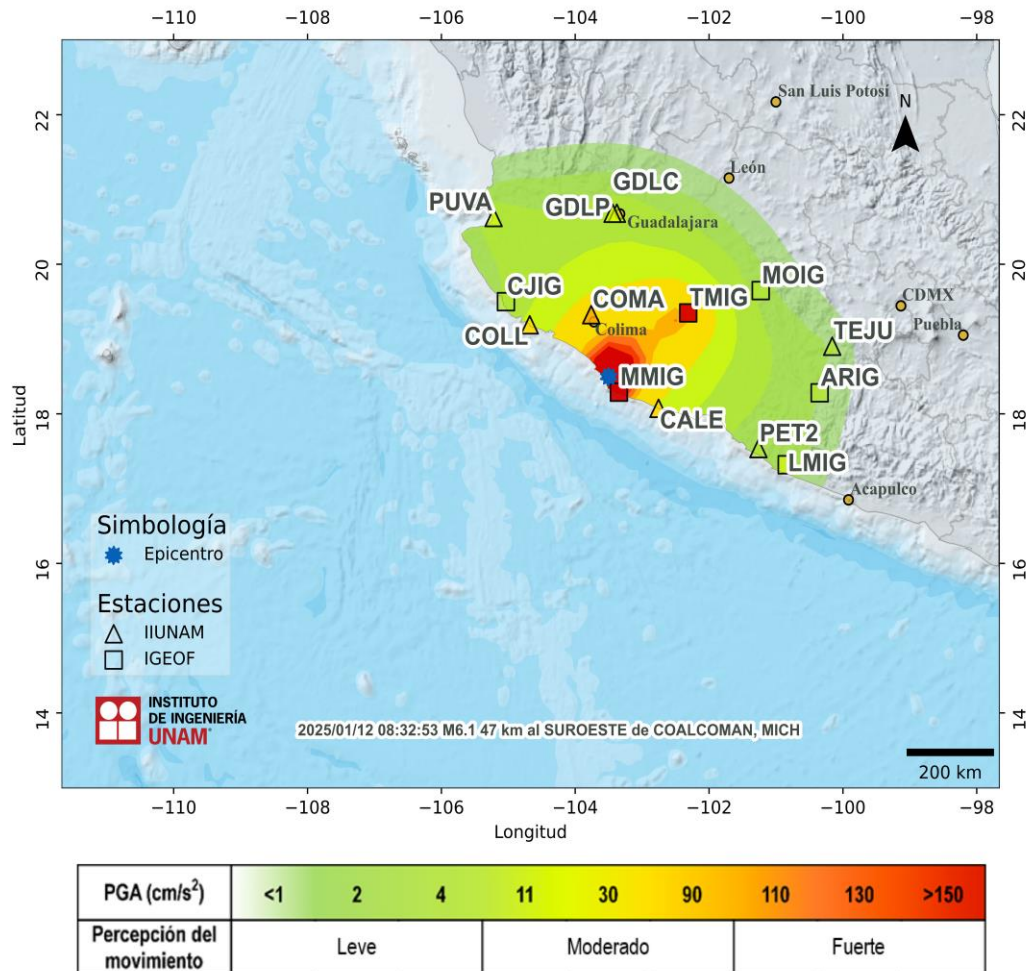 −110 −108 −106 −104 −102 −100 −98
San Luis Potosí
N
22 22
León
GDLC
PUVA GDLP
Guadalajara
20 20
MOIG
CJIG COMA TMIG CDMX
Colima Puebla
COLL TEJU
MMIG ARIG
18 18
CALE
PET2
LMIG
Acapulco
Latitud
Simbología
Epicentro
16 16
Estaciones
IIUNAM
IGEOF
INSTITUTO
DE INGENIERÍA
UNAM
14 14
2025/01/12 08:32:53 M6.1 47 km al SUROESTE de COALCOMAN, MICH
200 km
−110 −108 −106 −104 −102 −100 −98
Longitud
PGA (cm/s²) <1 2 4 11 30 90 110 130 >150
Percepción del movimiento Leve Moderado Fuerte